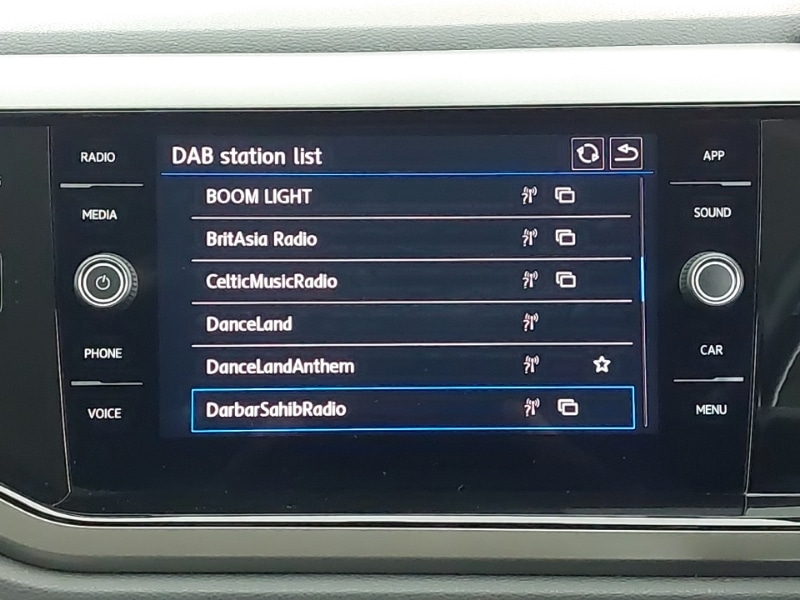 RADIO
MEDIA
PHONE
VOICE
DAB station list
BOOM LIGHT
BritAsia Radio
CelticMusicRadio
DanceLand
DanceLandAnthem
DarbarSahibRadio
APP
SOUND
CAR
MENU